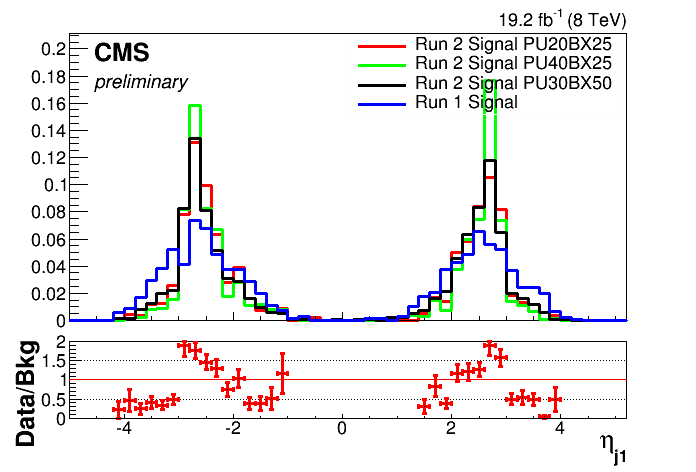 19.2 fb⁻¹ (8 TeV)
CMS
preliminary
Run 2 Signal PU20BX25
Run 2 Signal PU40BX25
Run 2 Signal PU30BX50
Run 1 Signal
0.2
0.18
0.16
0.14
0.12
0.1
0.08
0.06
0.04
0.02
0
Data/Bkg
2
1.5
1
0.5
0
-4 -2 0 2 4
η_j1